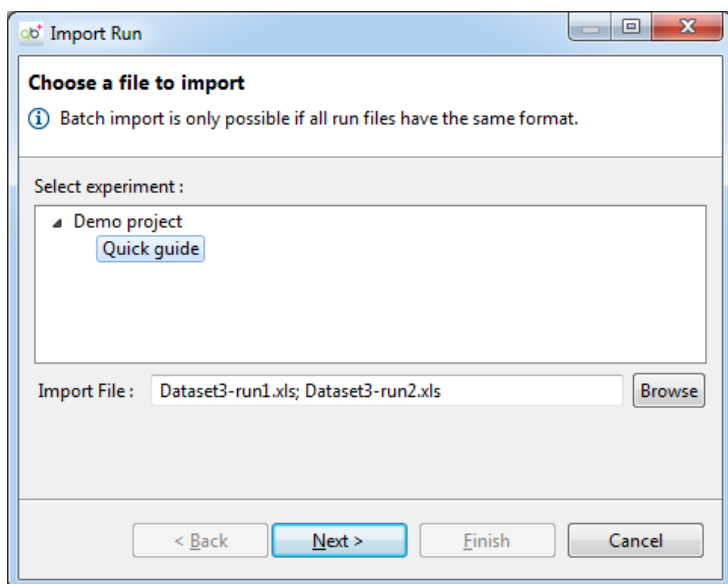 qb+ Import Run
Choose a file to import
Batch import is only possible if all run files have the same format.
Select experiment :
Demo project
Quick guide
Import File : Dataset3-run1.xls; Dataset3-run2.xls Browse
< Back Next > Finish Cancel